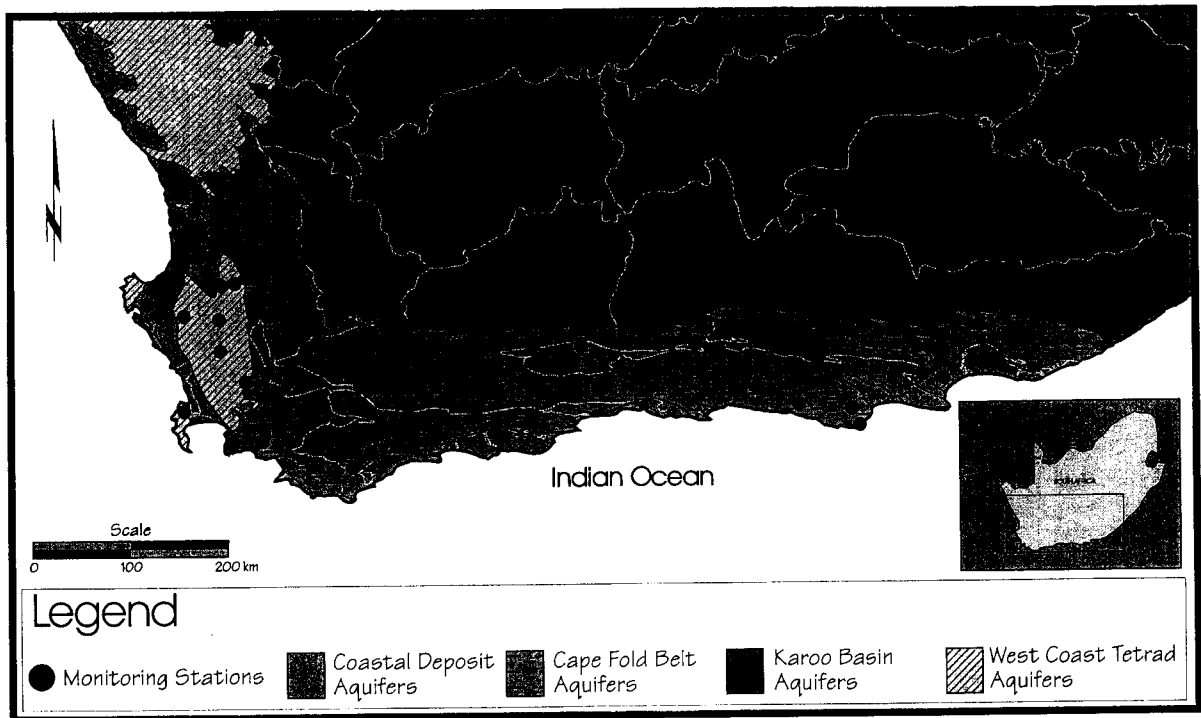 Indian Ocean
Scale
0 100 200 km
Legend
Monitoring Stations
Coastal Deposit
Aquifers
Cape Fold Belt
Aquifers
Karoo Basin
Aquifers
West Coast Tetrad
Aquifers